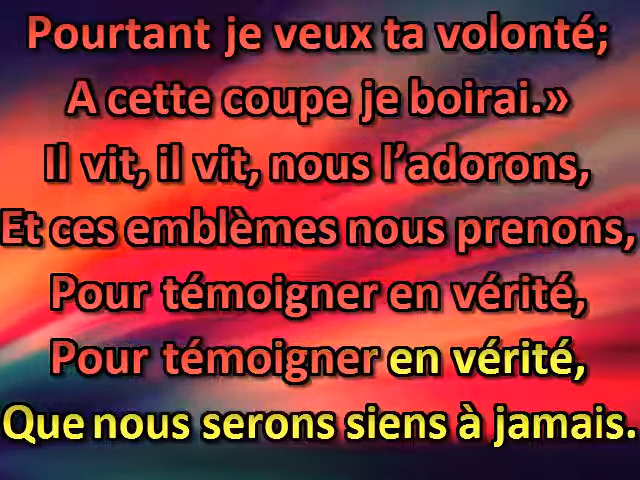 Pourtant je veux ta volonté;
A cette coupe je boirai.»
Il vit, il vit, nous l’adorons,
Et ces emblèmes nous prenons,
Pour témoigner en vérité,
Pour témoigner en vérité,
Que nous serons siens à jamais.